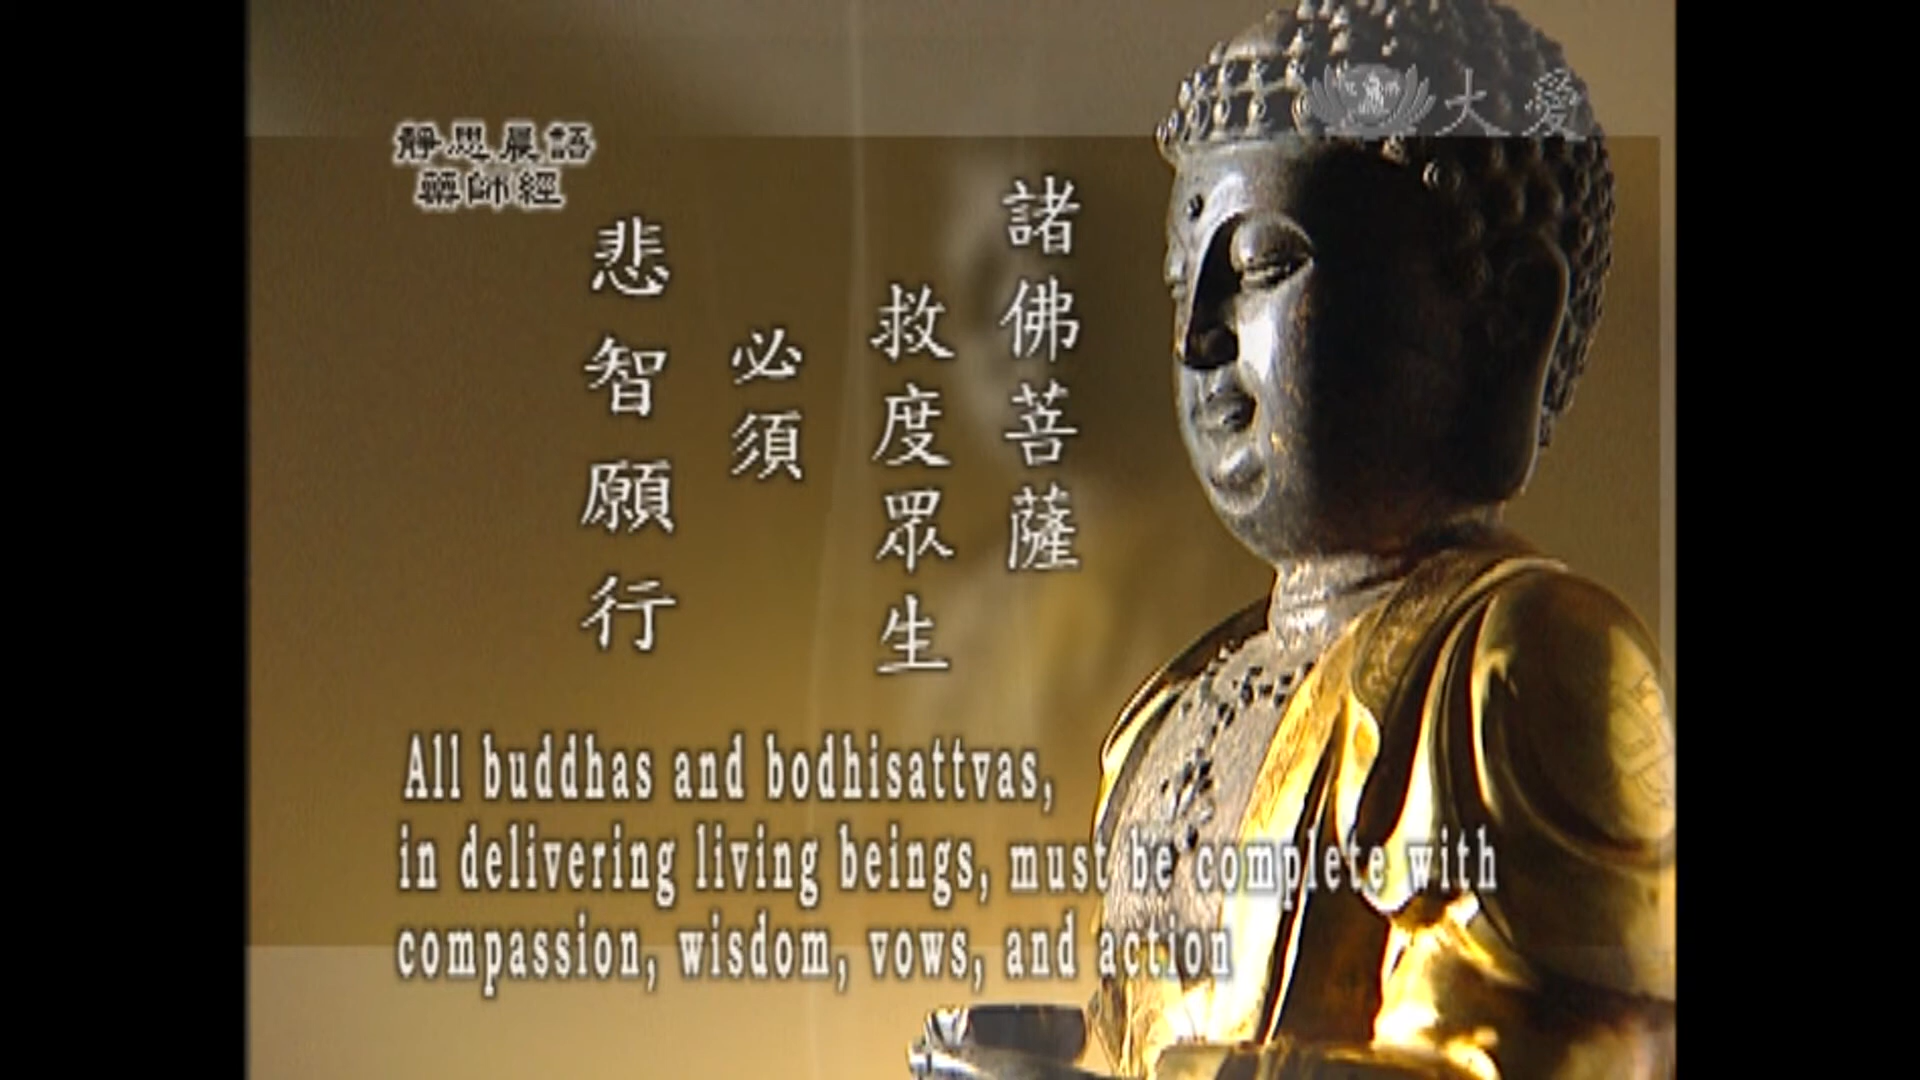 靜思晨語
藥師經
大愛
諸佛菩薩
救度眾生
必須
悲智願行
All buddhas and bodhisattvas,
in delivering living beings, must be complete with
compassion, wisdom, vows, and action